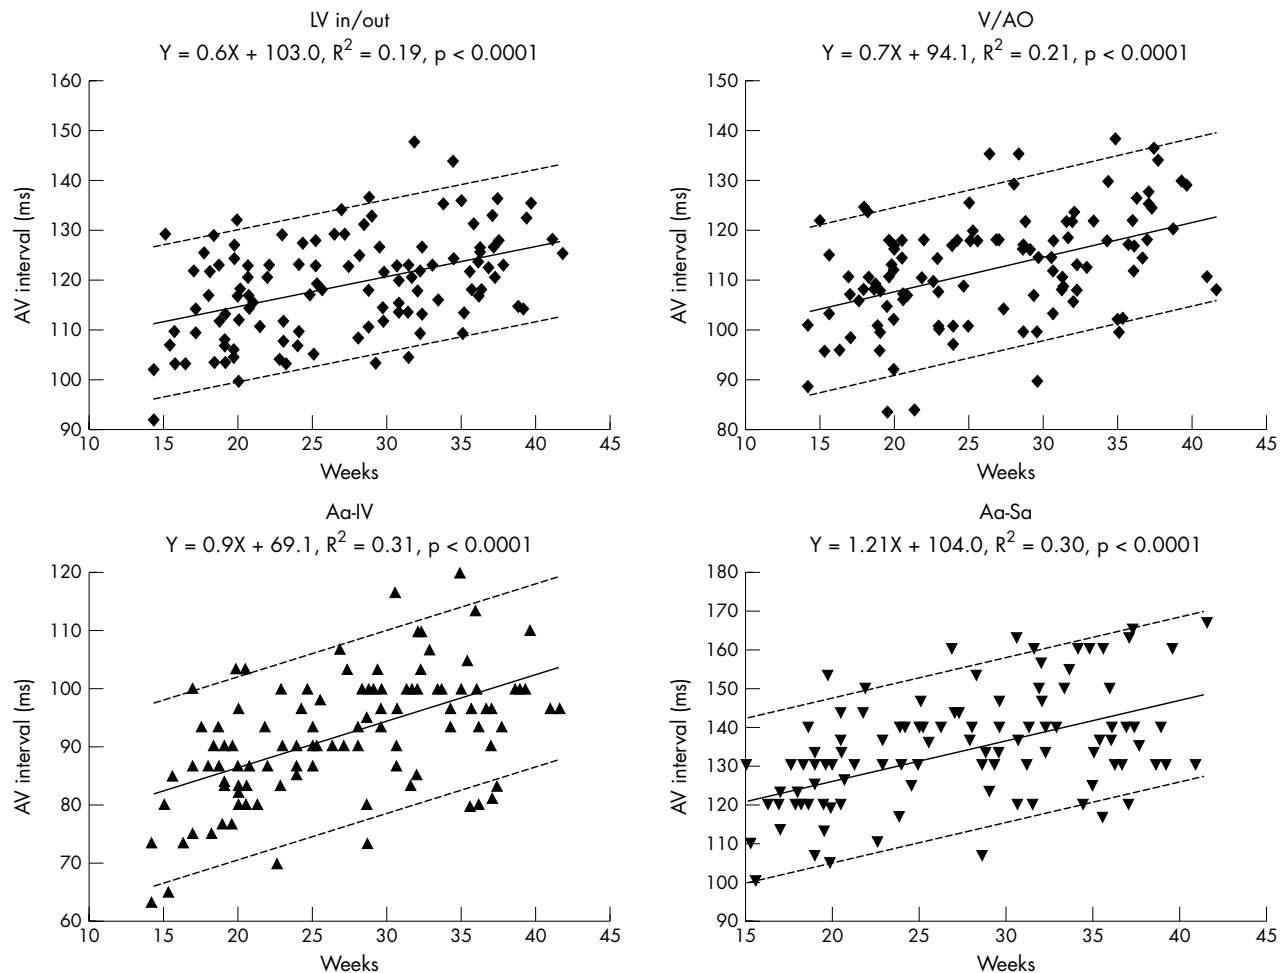 LV in/out
Y = 0.6X + 103.0, R² = 0.19, p < 0.0001
160
150
140
130
120
110
100
90
AV interval (ms)
10 15 20 25 30 35 40 45
Weeks
V/AO
Y = 0.7X + 94.1, R² = 0.21, p < 0.0001
150
140
130
120
110
100
90
80
AV interval (ms)
10 15 20 25 30 35 40 45
Weeks
Aa-IV
Y = 0.9X + 69.1, R² = 0.31, p < 0.0001
120
110
100
90
80
70
60
AV interval (ms)
10 15 20 25 30 35 40 45
Weeks
Aa-Sa
Y = 1.21X + 104.0, R² = 0.30, p < 0.0001
180
170
160
150
140
130
120
110
100
90
AV interval (ms)
15 20 25 30 35 40 45
Weeks